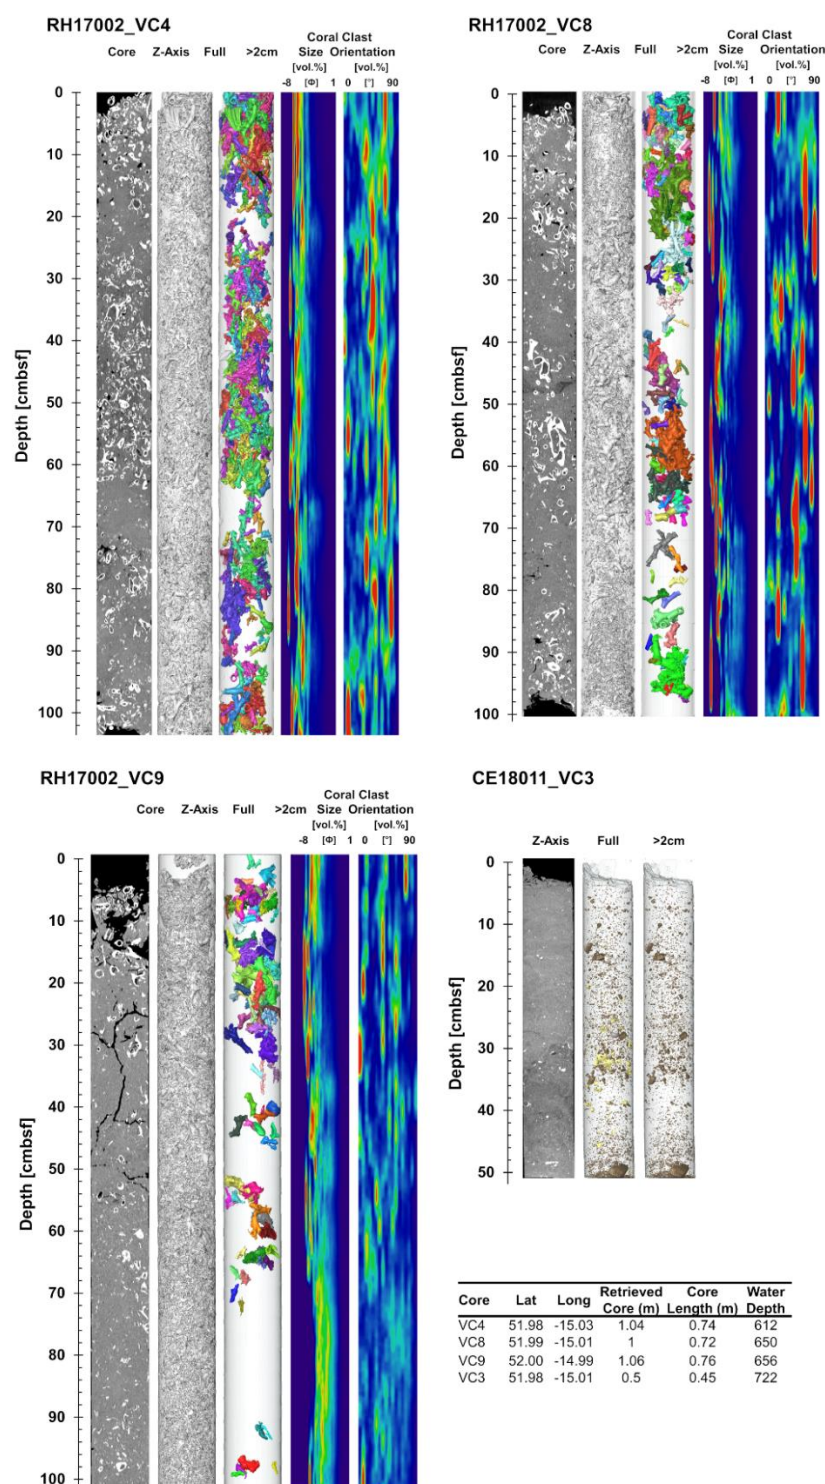 RH17002_VC4
Coral Clast
Core Z-Axis Full >2cm Size Orientation
[vol.%] [vol.%]
-8 [Φ] 1 0 [°] 90
0
10
20
30
40
50
60
70
80
90
100
Depth [cmbsf]
RH17002_VC8
Coral Clast
Core Z-Axis Full >2cm Size Orientation
[vol.%] [vol.%]
-8 [Φ] 1 0 [°] 90
0
10
20
30
40
50
60
70
80
90
100
Depth [cmbsf]
RH17002_VC9
Coral Clast
Core Z-Axis Full >2cm Size Orientation
[vol.%] [vol.%]
-8 [Φ] 1 0 [°] 90
0
10
20
30
40
50
60
70
80
90
100
Depth [cmbsf]
CE18011_VC3
Z-Axis Full >2cm
0
10
20
30
40
50
Depth [cmbsf]
Core Lat Long Retrieved Core (m) Core Length (m) Water Depth
VC4 51.98 -15.03 1.04 0.74 612
VC8 51.99 -15.01 1 0.72 650
VC9 52.00 -14.99 1.06 0.76 656
VC3 51.98 -15.01 0.5 0.45 722